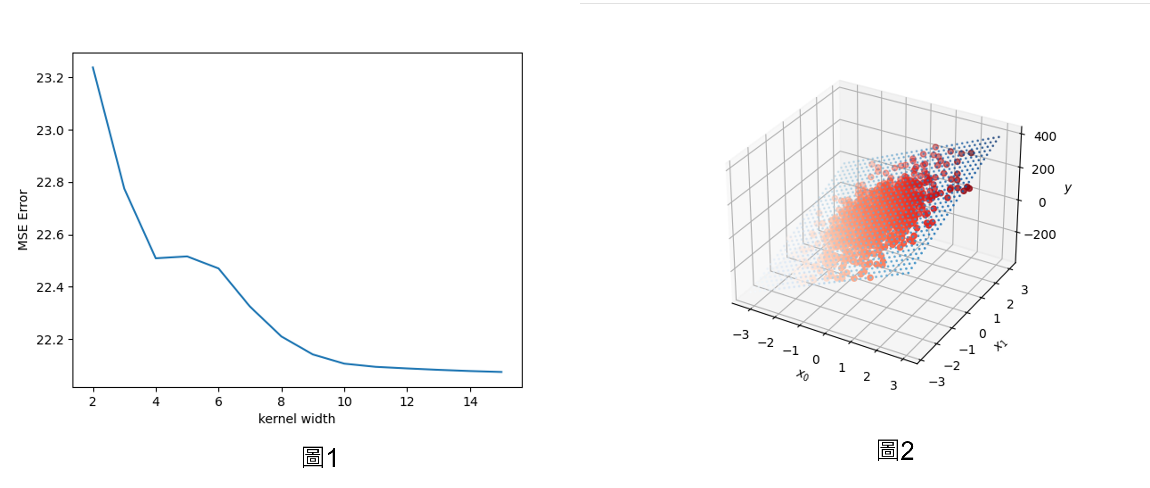 23.2
23.0
22.8
22.6
22.4
22.2
MSE Error
2 4 6 8 10 12 14
kernel width
圖1
400
200
0
−200
y
−3 −2 −1 0 1 2 3
x0
−3 −2 −1 0 1 2 3
x1
圖2